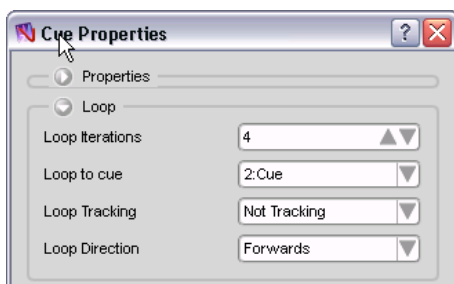 Cue Properties
Properties
Loop
Loop Iterations 4
Loop to cue 2:Cue
Loop Tracking Not Tracking
Loop Direction Forwards